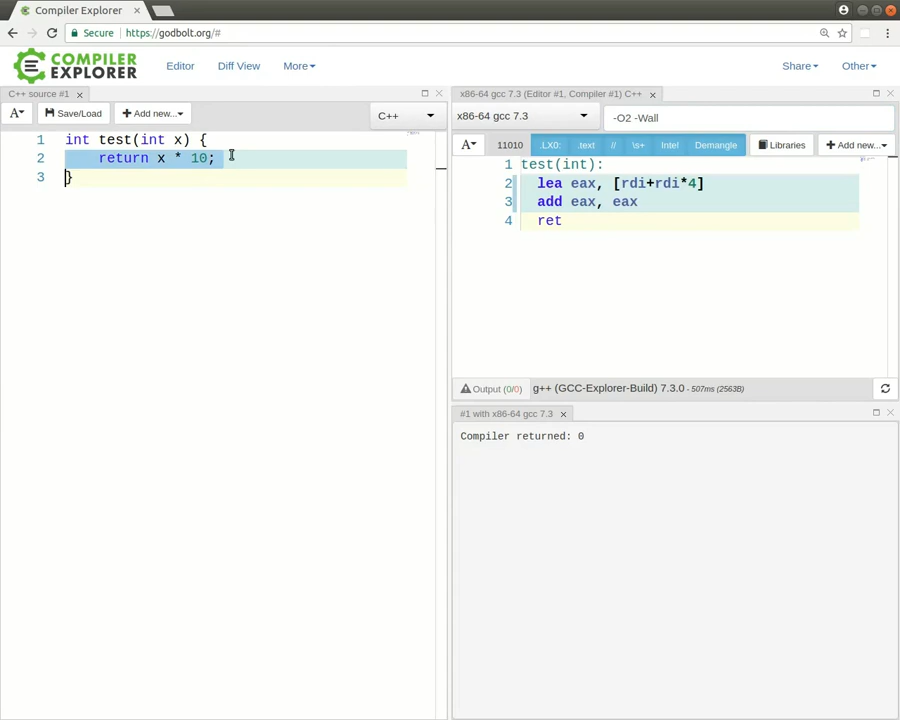 Compiler Explorer
Secure https://godbolt.org/#
COMPILER
EXPLORER
Editor Diff View More Share Other
C++ source #1
A Save/Load Add new... C++
1 int test(int x) {
2 return x * 10;
3 }
x86-64 gcc 7.3 (Editor #1, Compiler #1) C++
x86-64 gcc 7.3 -O2 -Wall
A 11010 .LX0: .text // \s+ Intel Demangle Libraries Add new...
1 test(int):
2 lea eax, [rdi+rdi*4]
3 add eax, eax
4 ret
Output (0/0) g++ (GCC-Explorer-Build) 7.3.0 - 507ms (2563B)
#1 with x86-64 gcc 7.3
Compiler returned: 0